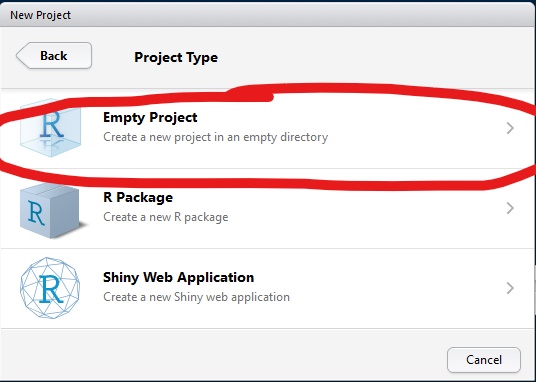 New Project
Back
Project Type
R
Empty Project
Create a new project in an empty directory
R
R Package
Create a new R package
R
Shiny Web Application
Create a new Shiny web application
Cancel